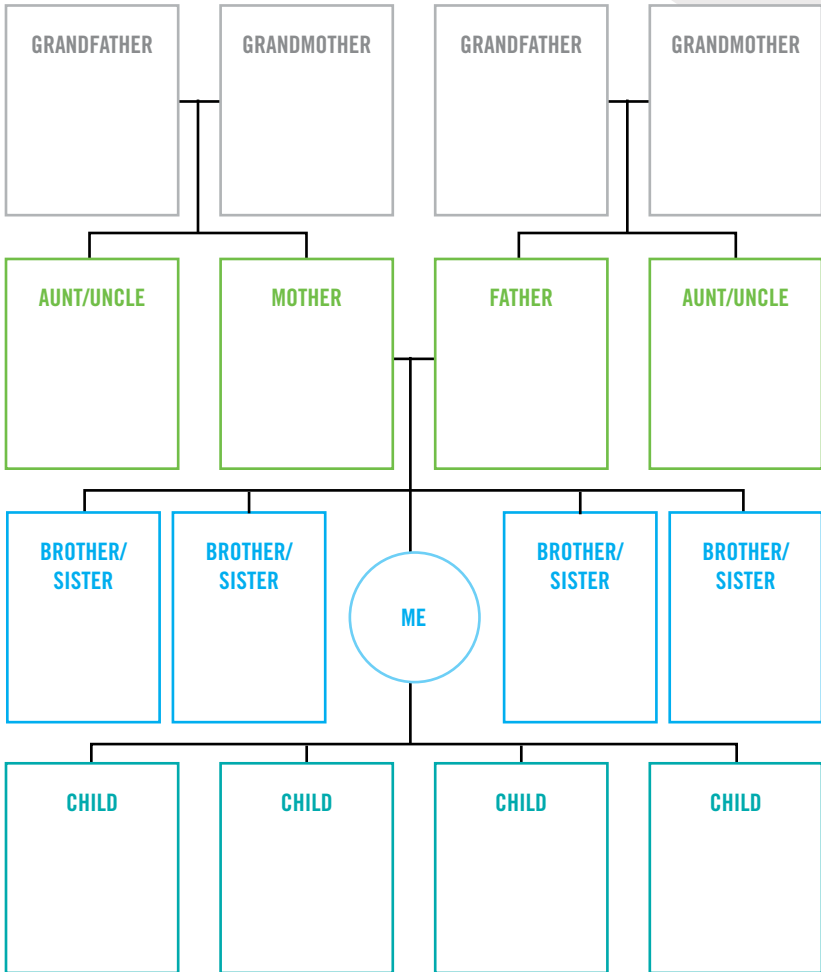 GRANDFATHER
GRANDMOTHER
GRANDFATHER
GRANDMOTHER
AUNT/UNCLE
MOTHER
FATHER
AUNT/UNCLE
BROTHER/
SISTER
BROTHER/
SISTER
ME
BROTHER/
SISTER
BROTHER/
SISTER
CHILD
CHILD
CHILD
CHILD